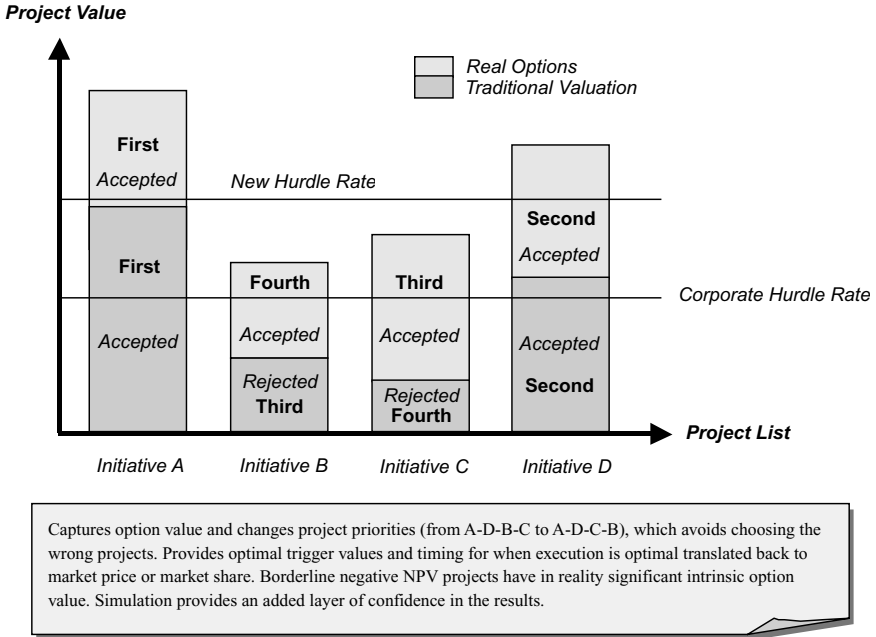 Project Value
Real Options
Traditional Valuation
First
Accepted
New Hurdle Rate
Second
Accepted
First
Fourth
Third
Corporate Hurdle Rate
Accepted
Accepted
Accepted
Accepted
Rejected
Third
Rejected
Fourth
Second
Project List
Initiative A
Initiative B
Initiative C
Initiative D
Captures option value and changes project priorities (from A-D-B-C to A-D-C-B), which avoids choosing the
wrong projects. Provides optimal trigger values and timing for when execution is optimal translated back to
market price or market share. Borderline negative NPV projects have in reality significant intrinsic option
value. Simulation provides an added layer of confidence in the results.